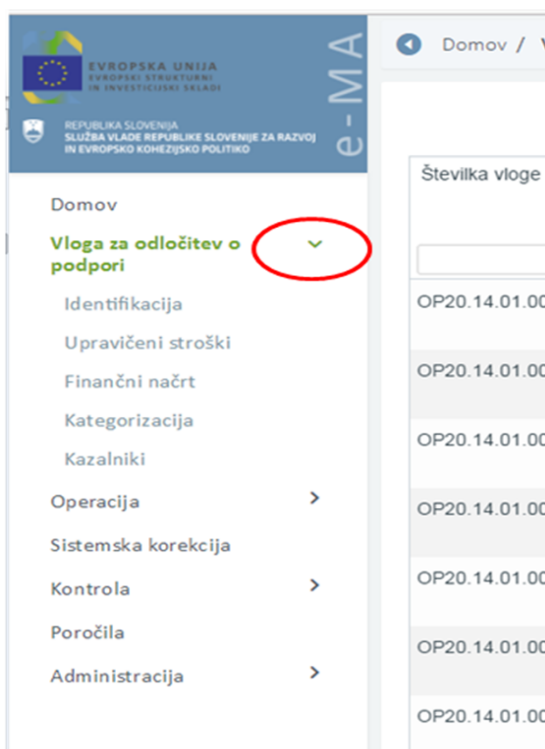 EVROPSKA UNIJA
EVROPSKI STRUKTURNI
IN INVESTICIJSKI SKLADI
REPUBLIKA SLOVENIJA
SLUŽBA VLADE REPUBLIKE SLOVENIJE ZA RAZVOJ
IN EVROPSKO KOHEZIJSKO POLITIKO
e-MA
Domov
Vloga za odločitev o
podpori
Identifikacija
Upravičeni stroški
Finančni načrt
Kategorizacija
Kazalniki
Operacija
Sistemska korekcija
Kontrola
Poročila
Administracija
Domov /
Številka vloge
OP20.14.01.00
OP20.14.01.00
OP20.14.01.00
OP20.14.01.00
OP20.14.01.00
OP20.14.01.00
OP20.14.01.00